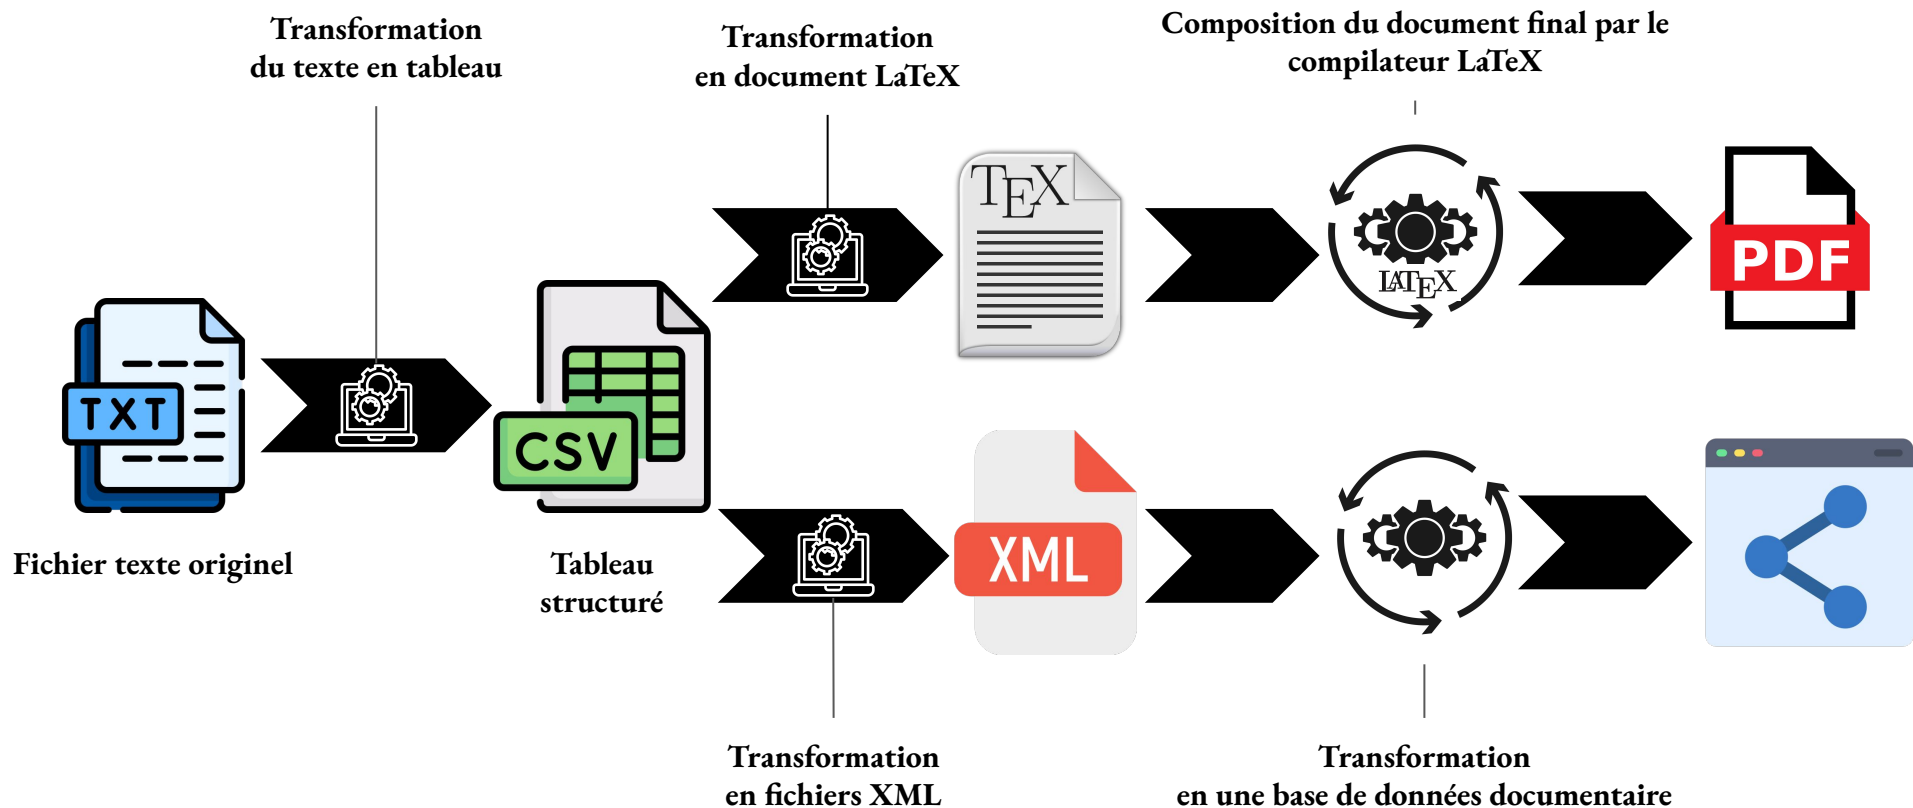 Transformation
du texte en tableau
Transformation
en document LaTeX
Composition du document final par le
compilateur LaTeX
TEX
LATEX
PDF
TXT
CSV
XML
Fichier texte originel
Tableau
structuré
Transformation
en fichiers XML
Transformation
en une base de données documentaire